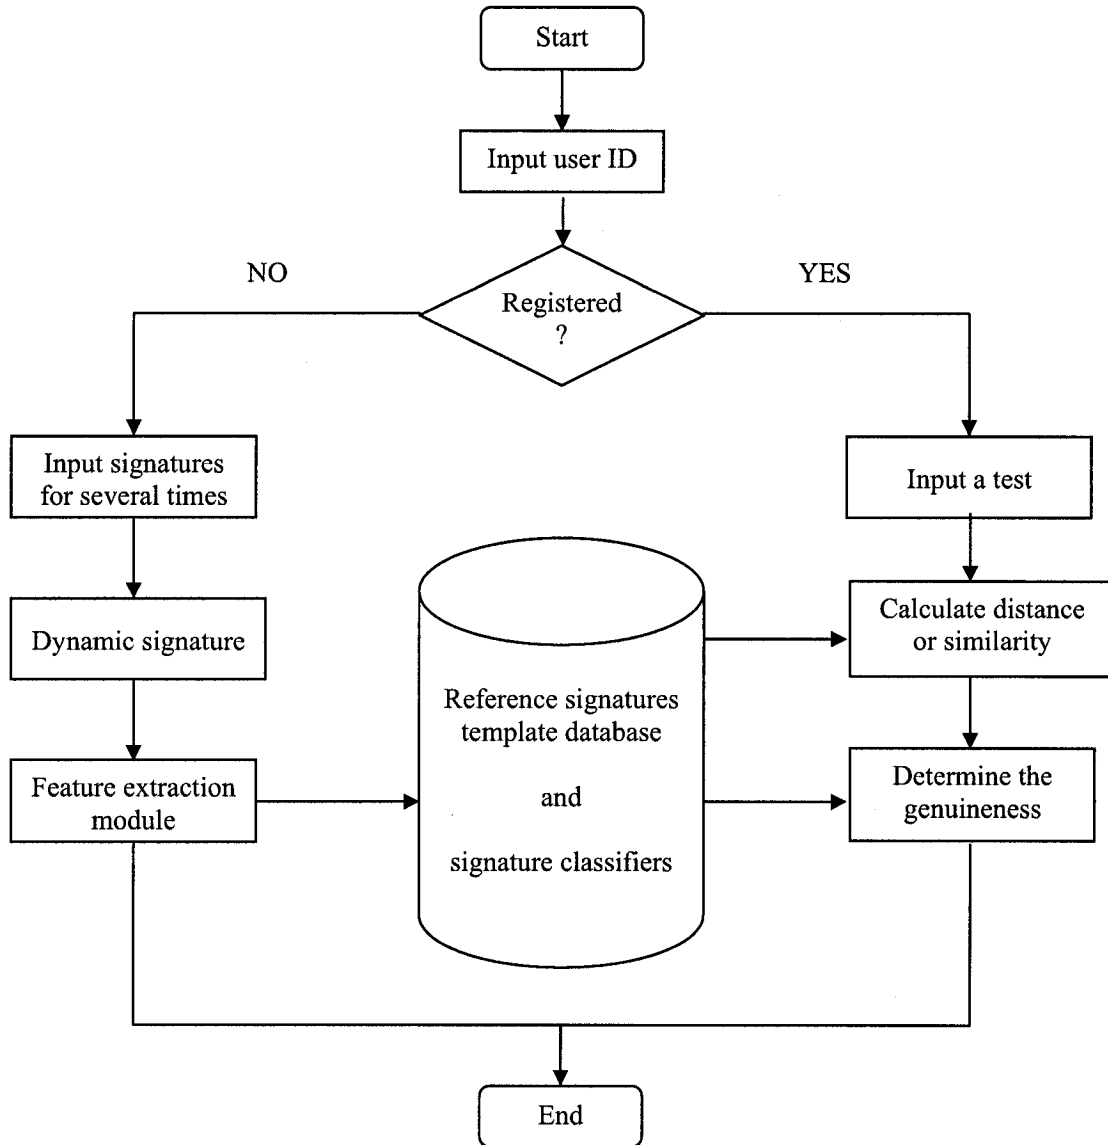 Start
Input user ID
NO
YES
Registered
?
Input signatures
for several times
Input a test
Dynamic signature
Calculate distance
or similarity
Reference signatures
template database
and
signature classifiers
Feature extraction
module
Determine the
genuineness
End